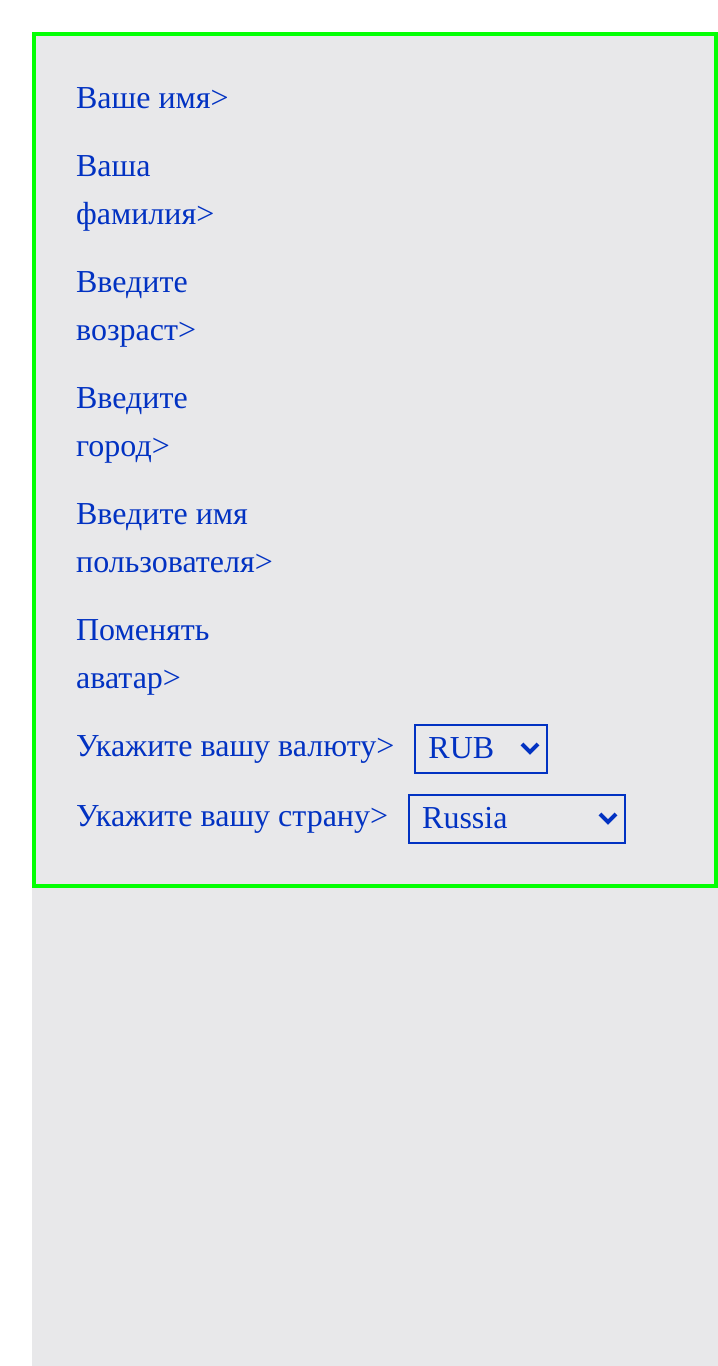 Ваше имя>
Ваша
фамилия>
Введите
возраст>
Введите
город>
Введите имя
пользователя>
Поменять
аватар>
Укажите вашу валюту> RUB
Укажите вашу страну> Russia